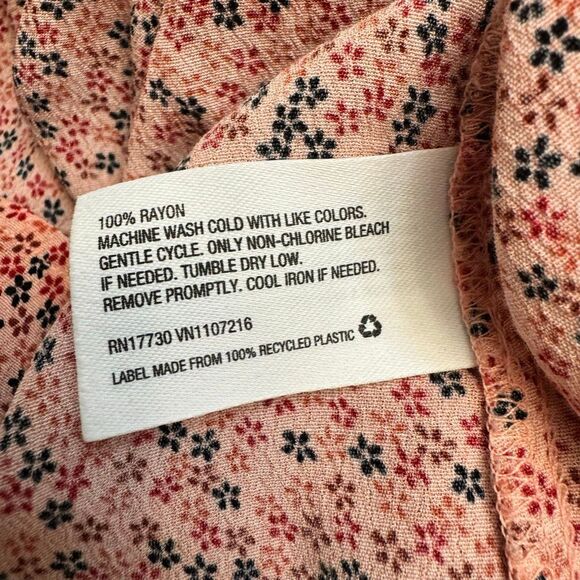 100% RAYON
MACHINE WASH COLD WITH LIKE COLORS.
GENTLE CYCLE. ONLY NON-CHLORINE BLEACH
IF NEEDED. TUMBLE DRY LOW.
REMOVE PROMPTLY. COOL IRON IF NEEDED.
RN17730 VN1107216
LABEL MADE FROM 100% RECYCLED PLASTIC